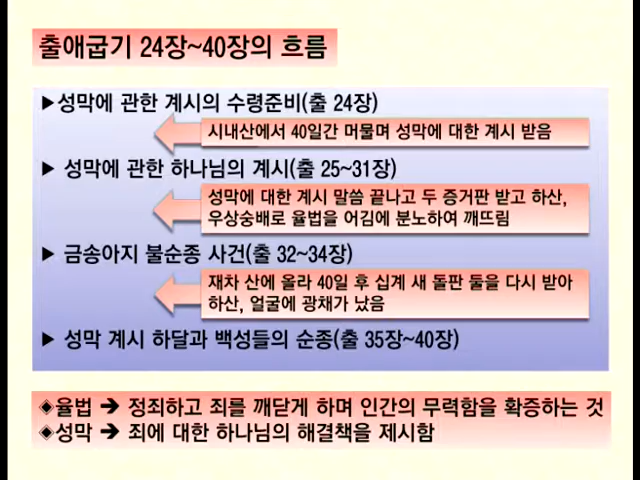 출애굽기 24장~40장의 흐름
▶성막에 관한 계시의 수령준비(출 24장)
시내산에서 40일간 머물며 성막에 대한 계시 받음
▶ 성막에 관한 하나님의 계시(출 25~31장)
성막에 대한 계시 말씀 끝나고 두 증거판 받고 하산,
우상숭배로 율법을 어김에 분노하여 깨뜨림
▶ 금송아지 불순종 사건(출 32~34장)
재차 산에 올라 40일 후 십계 새 돌판 둘을 다시 받아
하산, 얼굴에 광채가 났음
▶ 성막 계시 하달과 백성들의 순종(출 35장~40장)
◈율법 ➔ 정죄하고 죄를 깨닫게 하며 인간의 무력함을 확증하는 것
◈성막 ➔ 죄에 대한 하나님의 해결책을 제시함